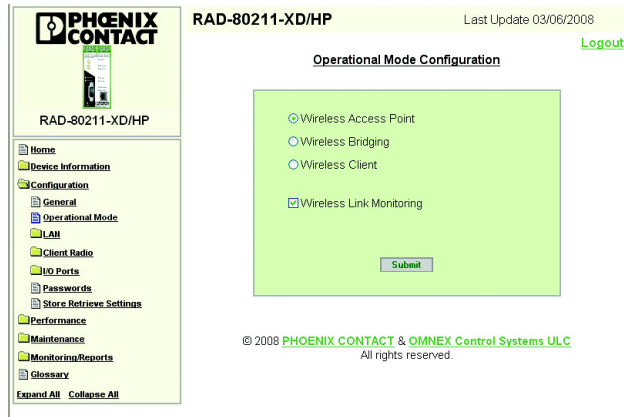 PHŒNIX
CONTACT
RAD-80211-XD/HP
Home
Device Information
Configuration
General
Operational Mode
LAN
Client Radio
I/O Ports
Passwords
Store Retrieve Settings
Performance
Maintenance
Monitoring/Reports
Glossary
Expand All Collapse All
RAD-80211-XD/HP
Last Update 03/06/2008
Logout
Operational Mode Configuration
Wireless Access Point
Wireless Bridging
Wireless Client
Wireless Link Monitoring
Submit
© 2008 PHOENIX CONTACT & OMNEX Control Systems ULC
All rights reserved.